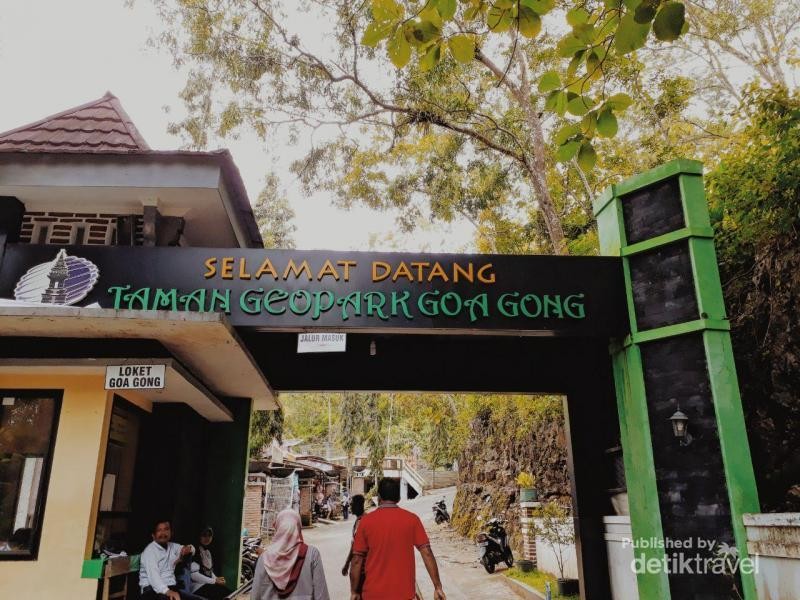 SELAMAT DATANG
TAMAN GEOPARK GOA GONG
JALUR MASUK
LOKET
GOA GONG
Published by
detiktravel